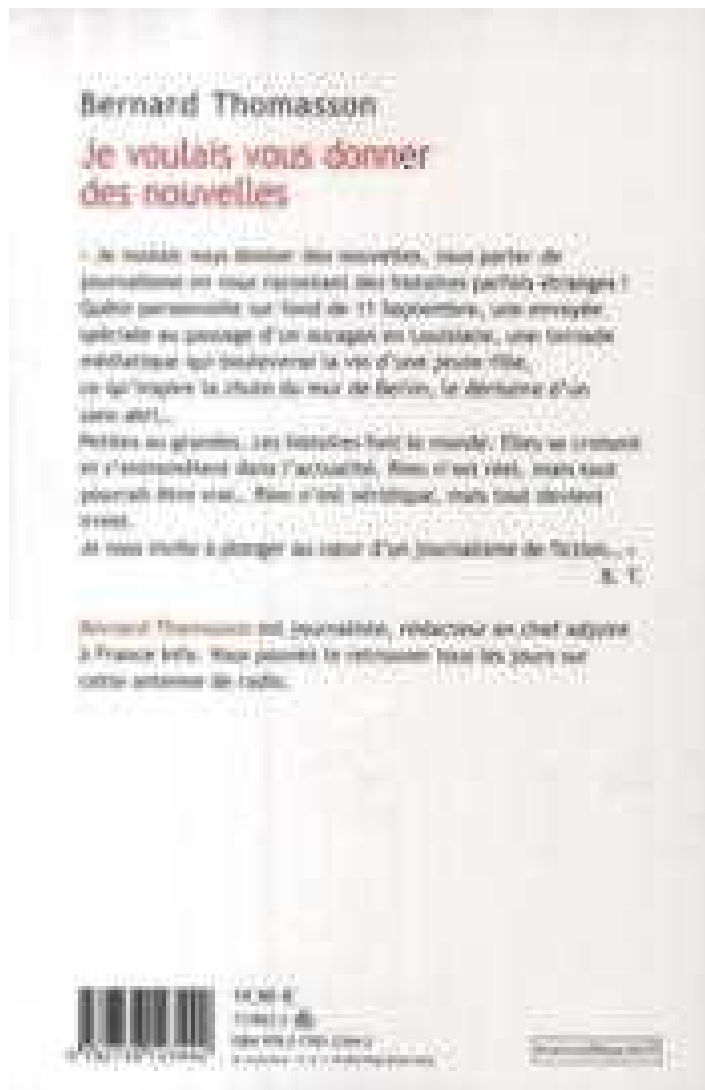 Bernard Thomasson
Je voulais vous donner
des nouvelles
« Je voulais vous donner des nouvelles, vous parler de
journalisme en vous racontant des histoires parfois étranges !
personnelle sur fond de 11 Septembre, une envoyée
spéciale au passage d'un ouragan en Louisiane, une tornade
médiatique qui bouleverse la vie d'une jeune fille,
ce qu'inspire la chute du mur de Berlin, le d'un
sans-abri…
Petites ou grandes, ces histoires font le monde. Elles se croisent
et s'entremêlent dans l'actualité. Rien n'est réel, mais tout
pourrait être vrai… Rien n'est véridique, mais tout devient
Je vous invite à plonger au cœur d'un journalisme de fiction… »
B. T.
Bernard Thomasson est journaliste, rédacteur en chef adjoint
à France Info. Vous pouvez le retrouver tous les jours sur
cette antenne de radio.